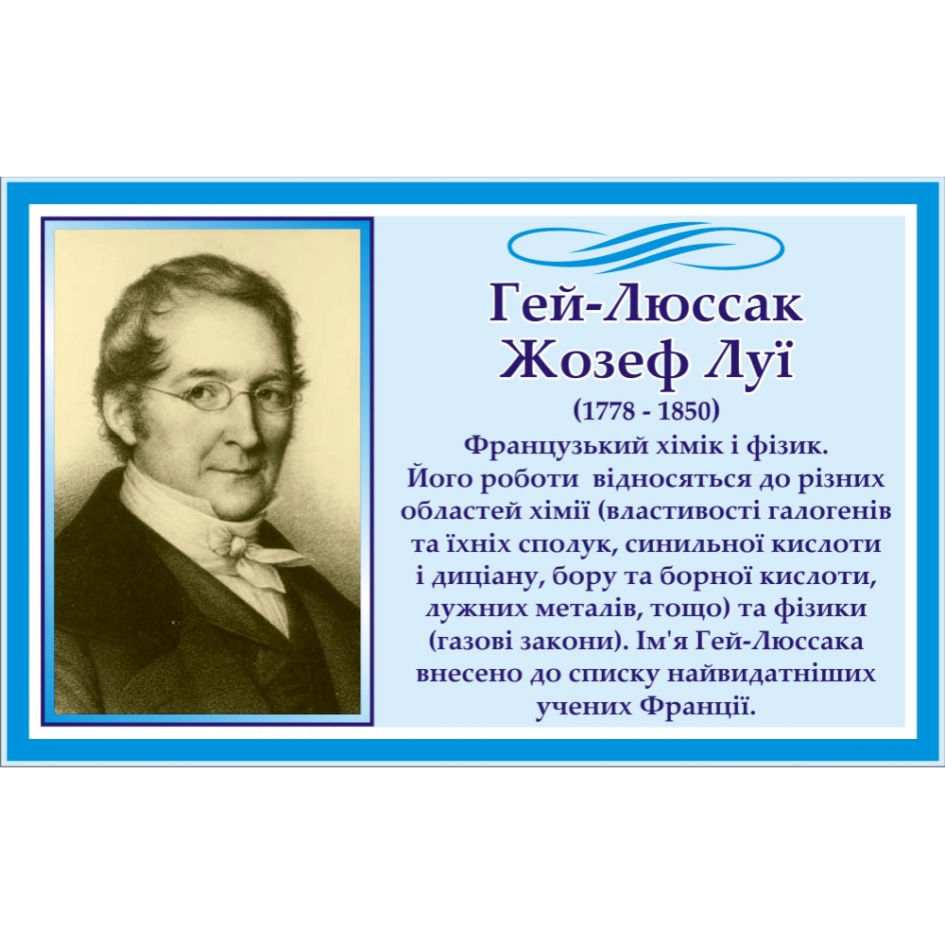 Гей-Люссак
Жозеф Луї
(1778 - 1850)
Французький хімік і фізик.
Його роботи відносяться до різних
областей хімії (властивості галогенів
та їхніх сполук, синильної кислоти
і диціану, бору та борної кислоти,
лужних металів, тощо) та фізики
(газові закони). Ім'я Гей-Люссака
внесено до списку найвидатніших
учених Франції.